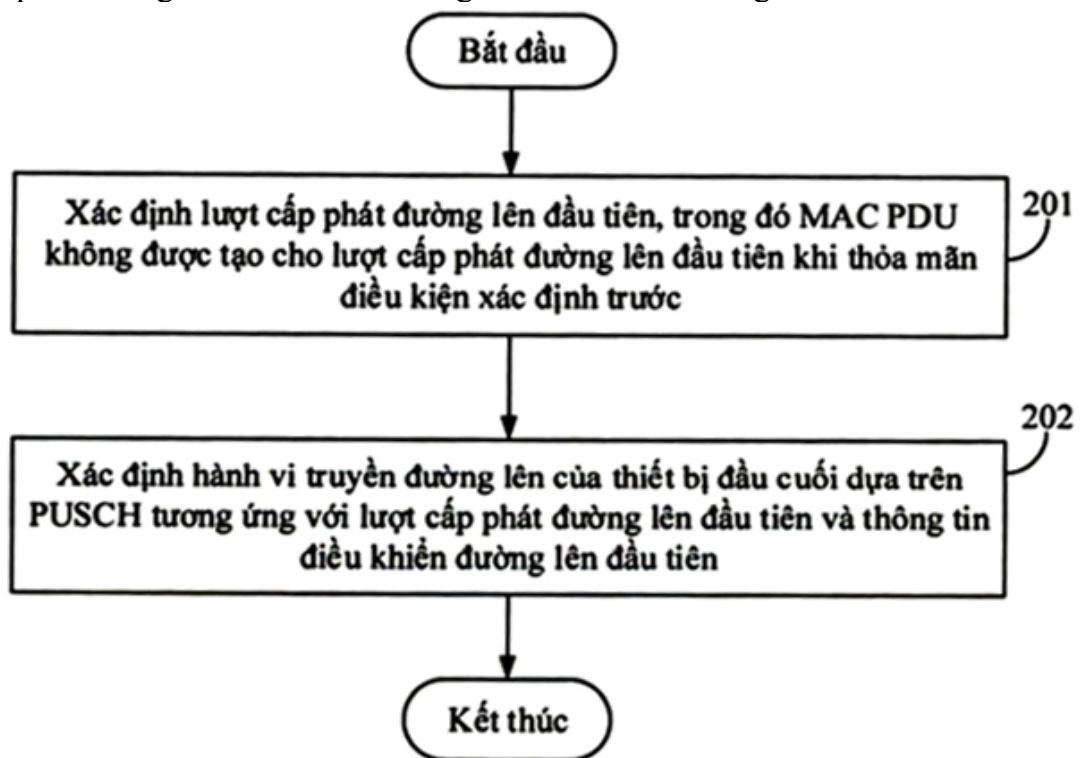 Bắt đầu
Xác định lượt cấp phát đường lên đầu tiên, trong đó MAC PDU
không được tạo cho lượt cấp phát đường lên đầu tiên khi thỏa mãn
điều kiện xác định trước
201
Xác định hành vi truyền đường lên của thiết bị đầu cuối dựa trên
PUSCH tương ứng với lượt cấp phát đường lên đầu tiên và thông tin
điều khiển đường lên đầu tiên
202
Kết thúc